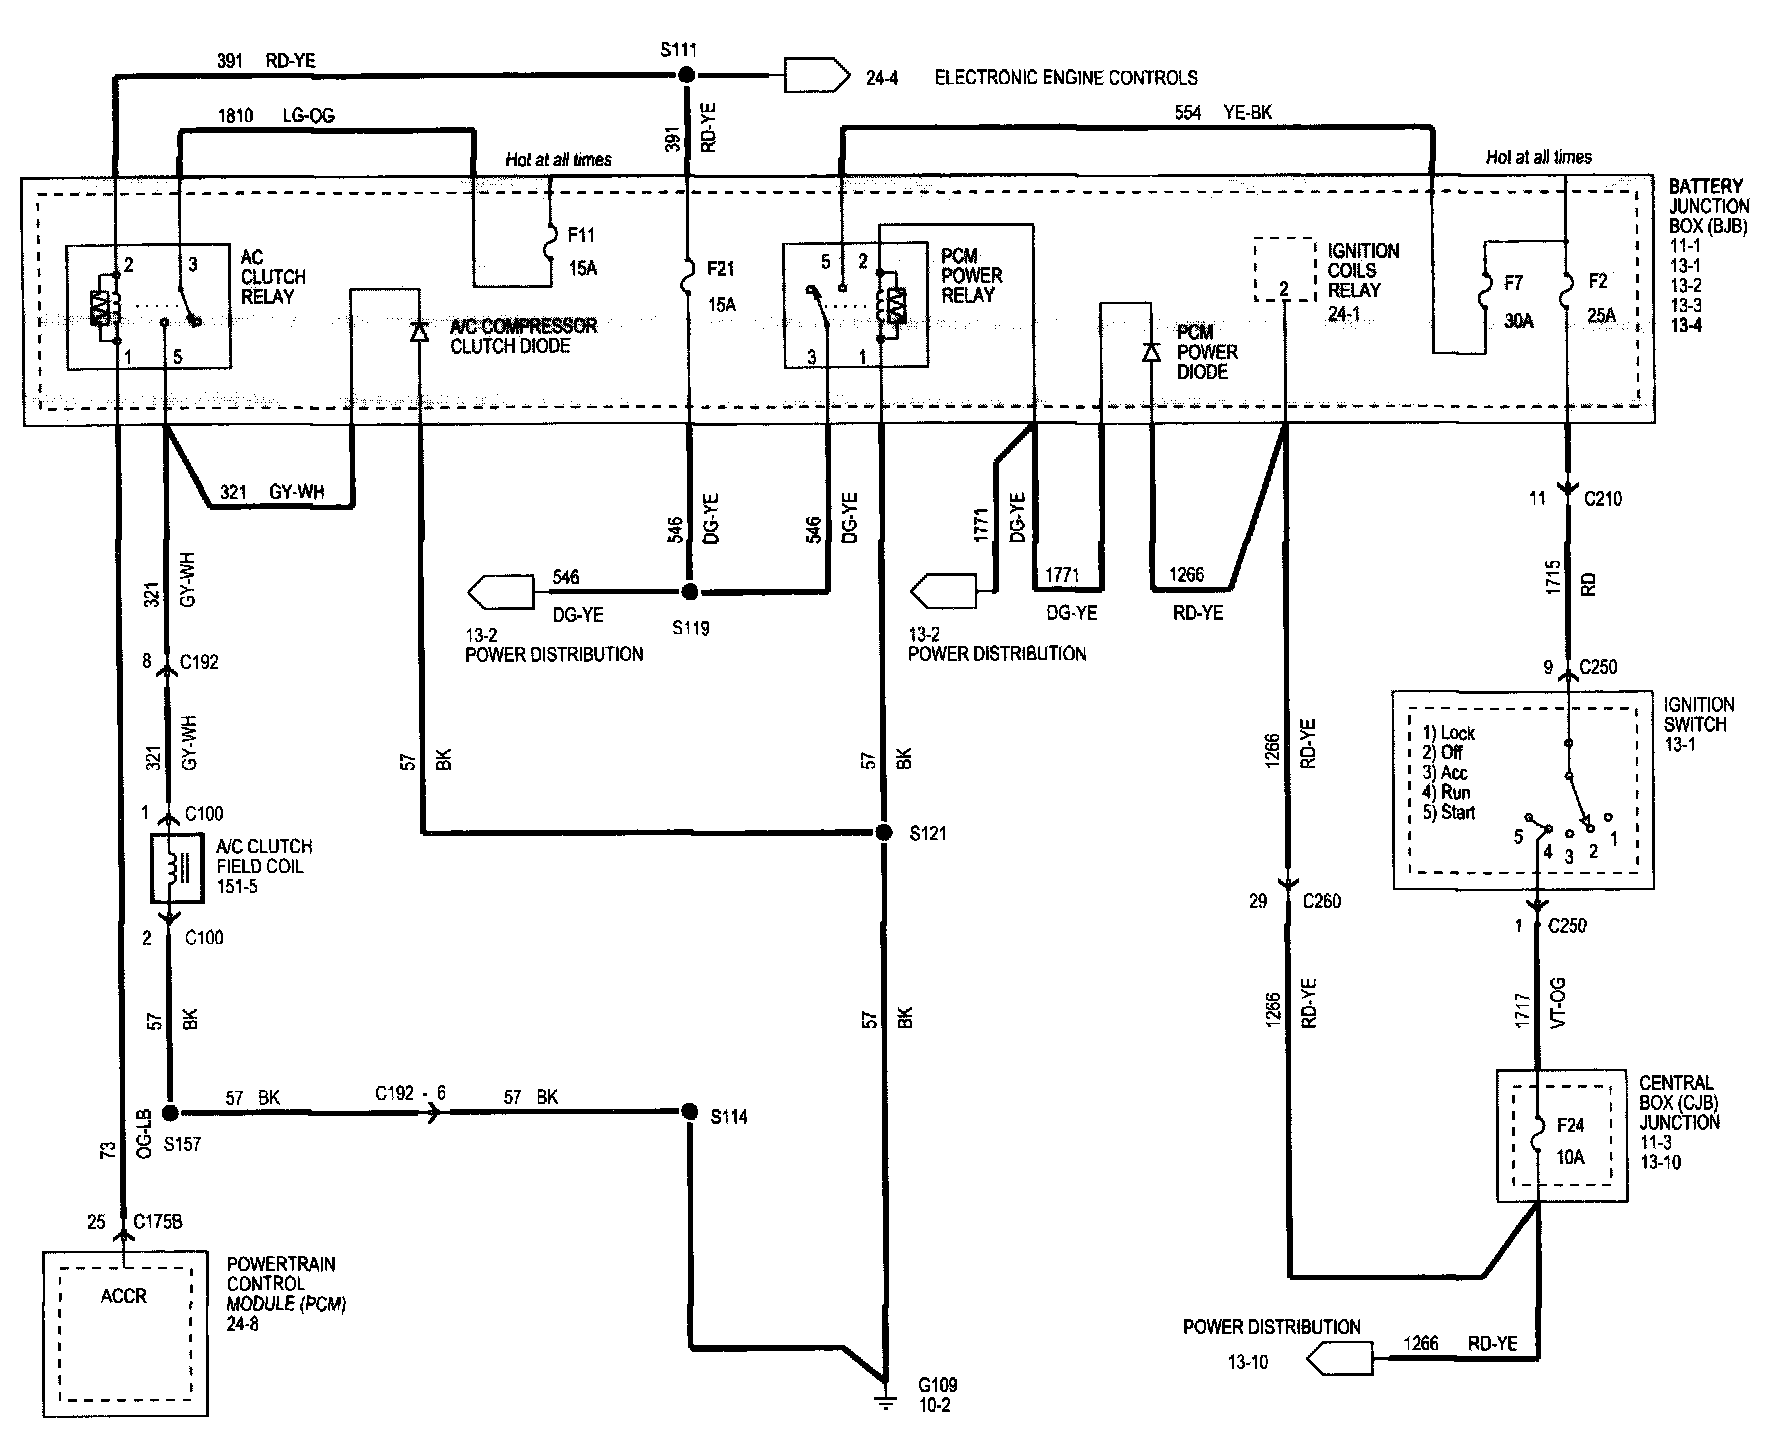 S111
391 RD-YE
24-4 ELECTRONIC ENGINE CONTROLS
1810 LG-OG
391
RD-YE
554 YE-BK
Hot at all times
Hot at all times
BATTERY
JUNCTION
BOX (BJB)
11-1
13-1
13-2
13-3
13-4
2 3
1 5
AC
CLUTCH
RELAY
F11
15A
A/C COMPRESSOR
CLUTCH DIODE
F21
15A
5 2
3 1
PCM
POWER
RELAY
PCM
POWER
DIODE
2
IGNITION
COILS
RELAY
24-1
F7
30A
F2
25A
321 GY-WH
546
DG-YE
546
DG-YE
1771
DG-YE
11 C210
321
GY-WH
546
DG-YE
S119
13-2
POWER DISTRIBUTION
13-2
POWER DISTRIBUTION
1771
DG-YE
1266
RD-YE
1715
RD
8 C192
9 C250
321
GY-WH
57
BK
57
BK
1266
RD-YE
IGNITION
SWITCH
13-1
1) Lock
2) Off
3) Acc
4) Run
5) Start
5 4 3 2 1
1 C100
A/C CLUTCH
FIELD COIL
151-5
2 C100
S121
29 C260
1 C250
57
BK
57
BK
1266
RD-YE
1717
VT-OG
57 BK
C192 - 6
57 BK
S114
S157
73
OG-LB
F24
10A
CENTRAL
BOX (CJB)
JUNCTION
11-3
13-10
25 C175B
ACCR
POWERTRAIN
CONTROL
MODULE (PCM)
24-8
POWER DISTRIBUTION
13-10
1266 RD-YE
G109
10-2